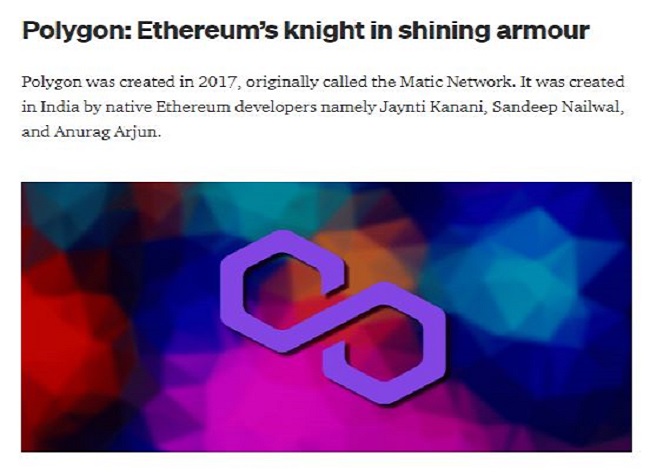 Polygon: Ethereum’s knight in shining armour
Polygon was created in 2017, originally called the Matic Network. It was created
in India by native Ethereum developers namely Jaynti Kanani, Sandeep Nailwal,
and Anurag Arjun.